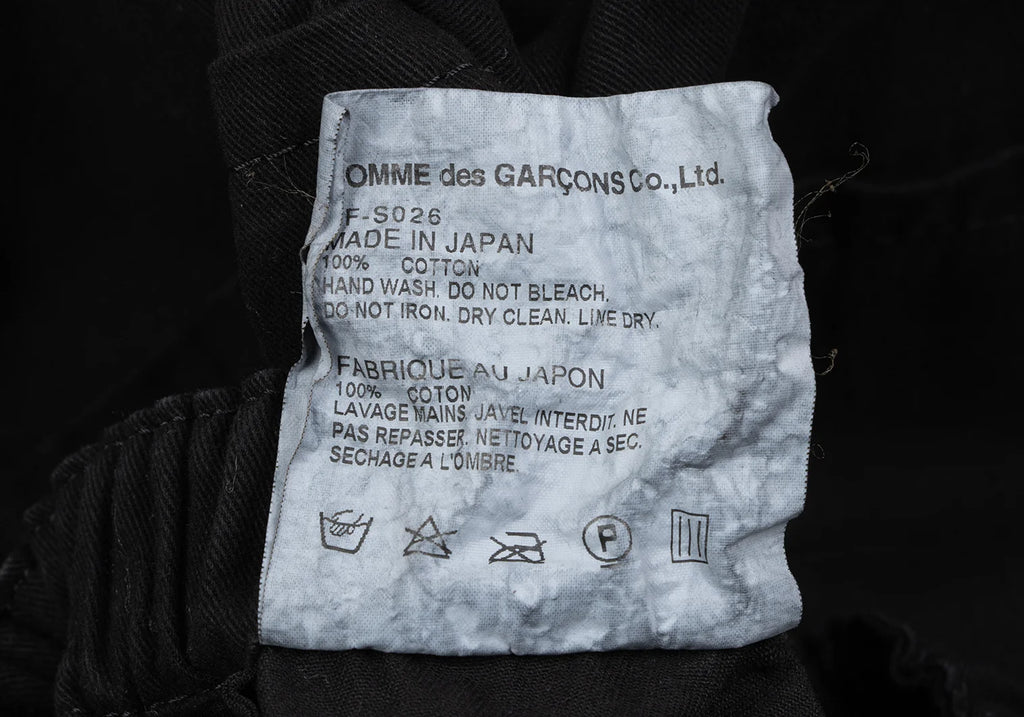 OMME des GARÇONS Co.,Ltd.
F-S026
MADE IN JAPAN
100% COTTON
HAND WASH. DO NOT BLEACH.
DO NOT IRON. DRY CLEAN. LINE DRY.
FABRIQUE AU JAPON
100% COTON
LAVAGE MAINS. JAVEL INTERDIT. NE
PAS REPASSER. NETTOYAGE A SEC.
SECHAGE A L'OMBRE.
P